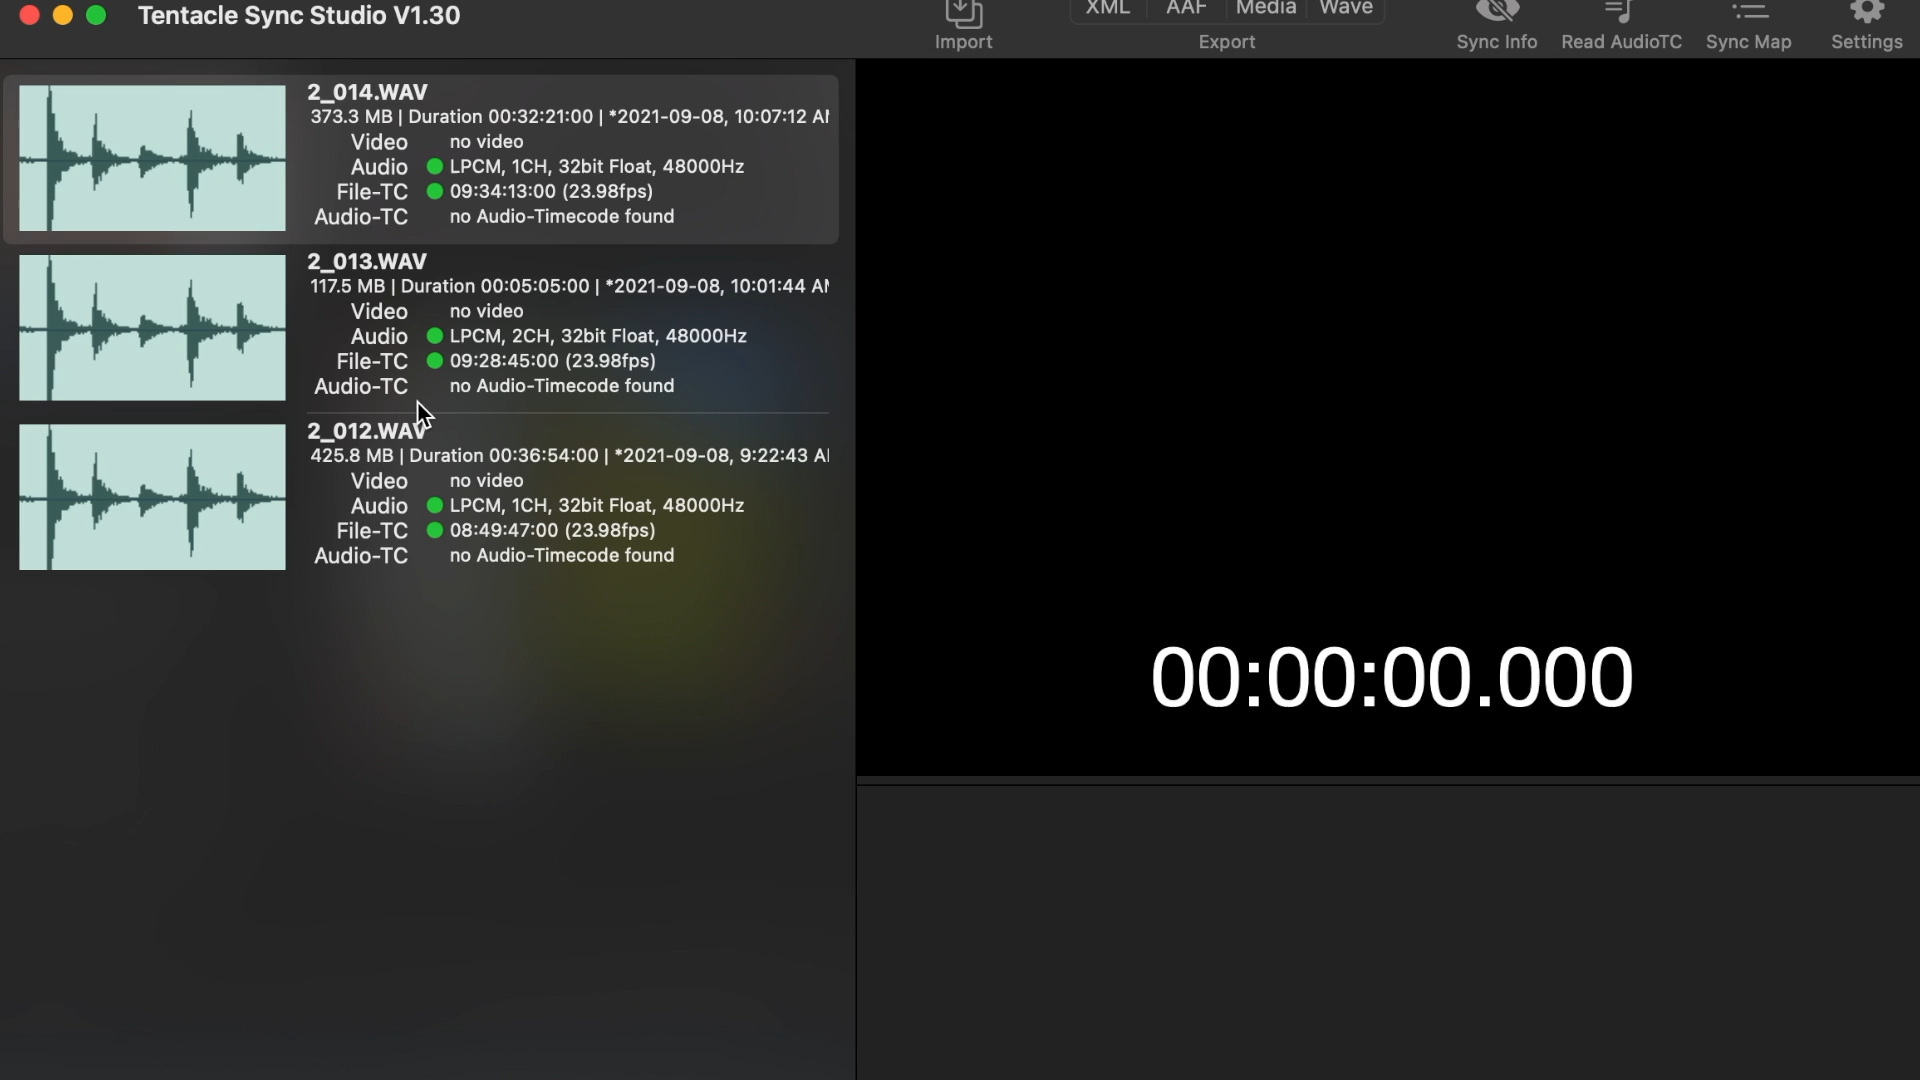 Tentacle Sync Studio V1.30
XML AAF Media Wave
Import Export Sync Info Read AudioTC Sync Map Settings
2_014.WAV
373.3 MB | Duration 00:32:21:00 | *2021-09-08, 10:07:12
Video no video
Audio LPCM, 1CH, 32bit Float, 48000Hz
File-TC 09:34:13:00 (23.98fps)
Audio-TC no Audio-Timecode found
2_013.WAV
117.5 MB | Duration 00:05:05:00 | *2021-09-08, 10:01:44
Video no video
Audio LPCM, 2CH, 32bit Float, 48000Hz
File-TC 09:28:45:00 (23.98fps)
Audio-TC no Audio-Timecode found
2_012.WAV
425.8 MB | Duration 00:36:54:00 | *2021-09-08, 9:22:43
Video no video
Audio LPCM, 1CH, 32bit Float, 48000Hz
File-TC 08:49:47:00 (23.98fps)
Audio-TC no Audio-Timecode found
00:00:00.000